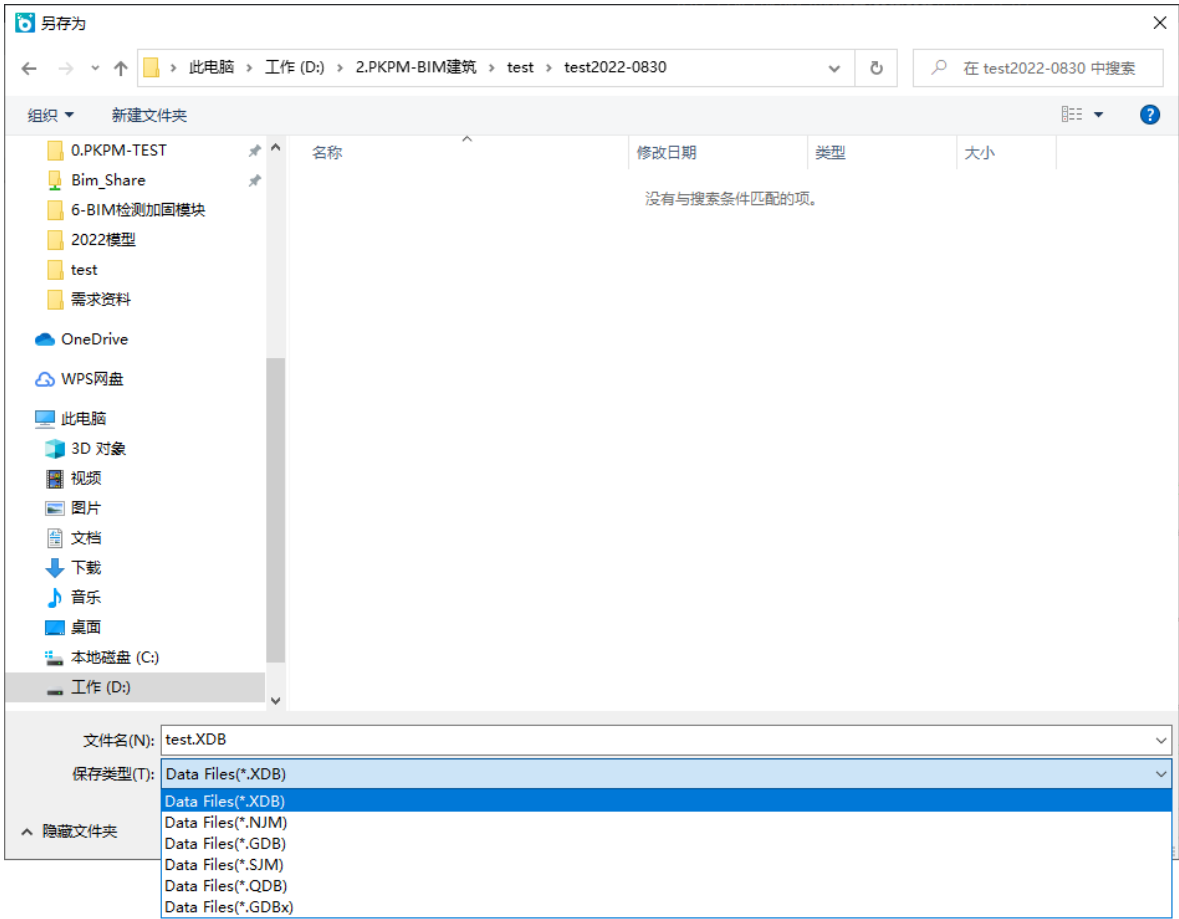 另存为
此电脑 › 工作 (D:) › 2.PKPM-BIM建筑 › test › test2022-0830
在 test2022-0830 中搜索
组织 新建文件夹
名称 修改日期 类型 大小
没有与搜索条件匹配的项。
0.PKPM-TEST
Bim_Share
6-BIM检测加固模块
2022模型
test
需求资料
OneDrive
WPS网盘
此电脑
3D 对象
视频
图片
文档
下载
音乐
桌面
本地磁盘 (C:)
工作 (D:)
文件名(N): test.XDB
保存类型(T): Data Files(*.XDB)
Data Files(*.XDB)
Data Files(*.NJM)
Data Files(*.GDB)
Data Files(*.SJM)
Data Files(*.QDB)
Data Files(*.GDBx)
隐藏文件夹